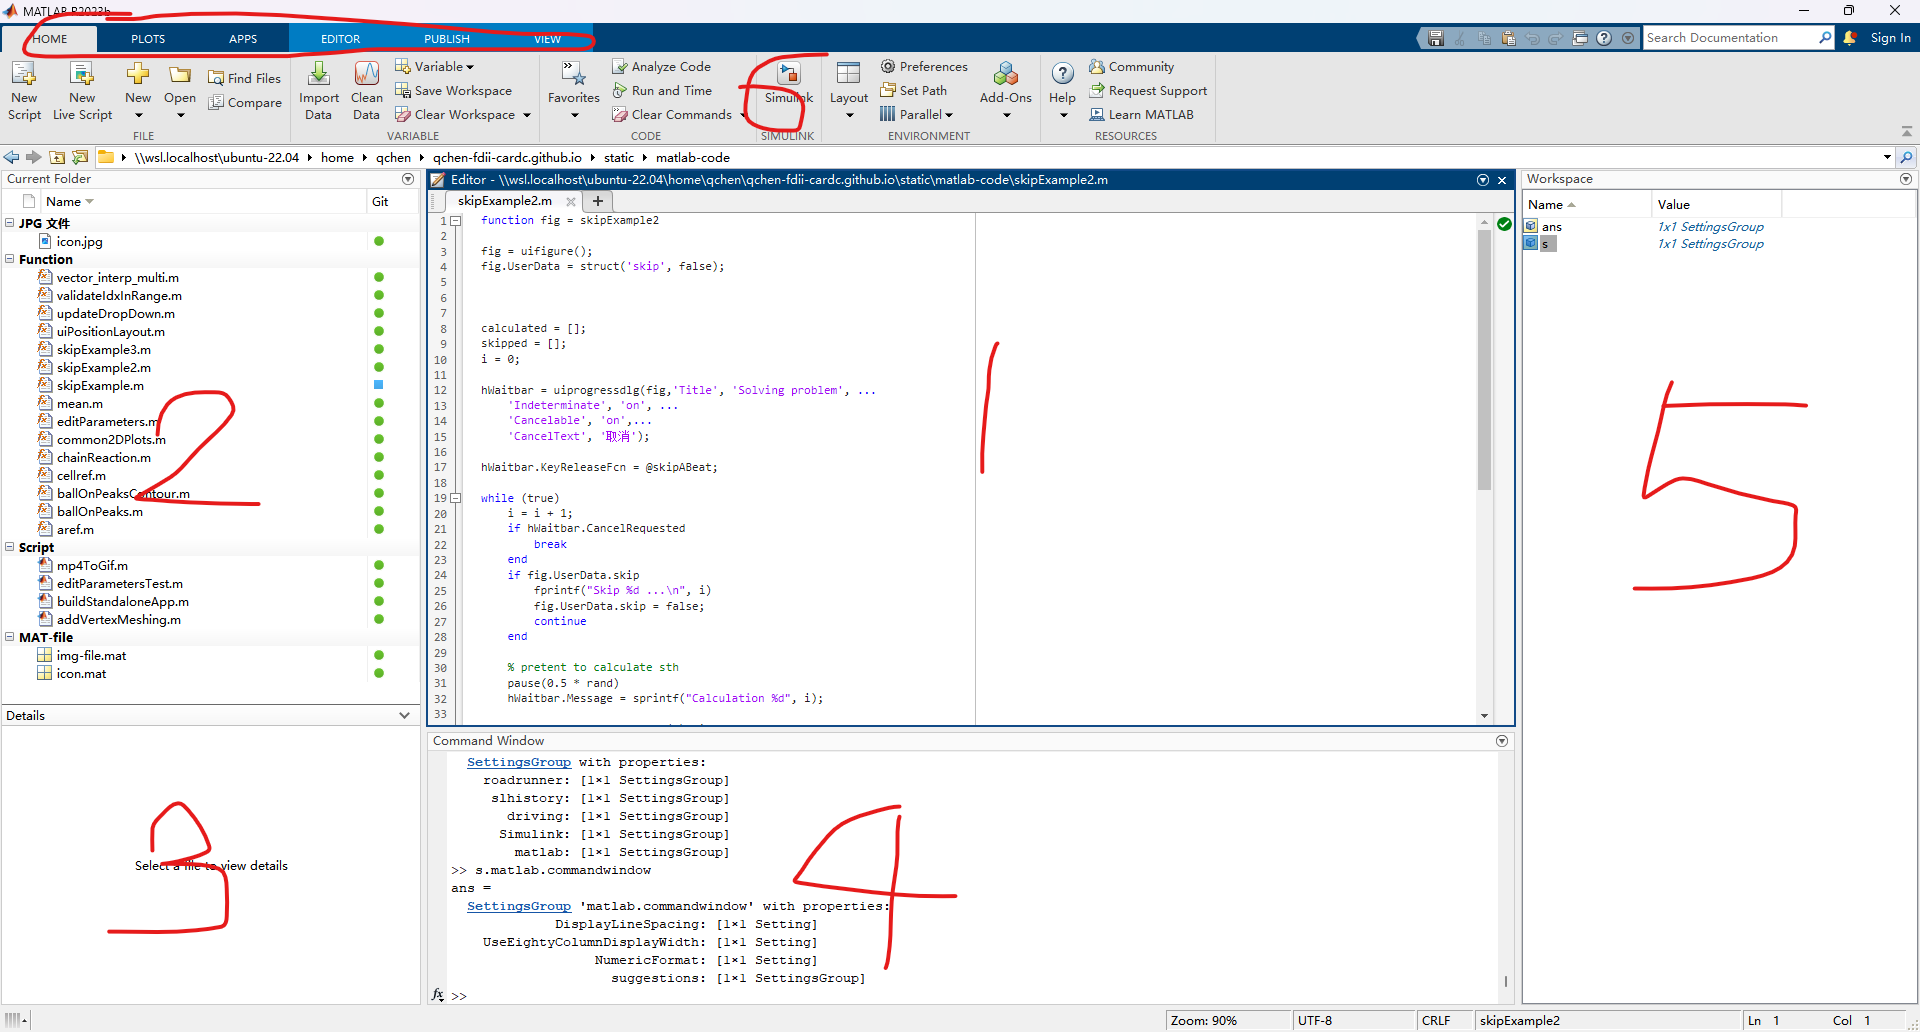 MATLAB R2023b
HOME PLOTS APPS EDITOR PUBLISH VIEW
Search Documentation
Sign In
New Script
New Live Script
New
Open
Find Files
Compare
FILE
Import Data
Clean Data
Variable
Save Workspace
Clear Workspace
VARIABLE
Favorites
Analyze Code
Run and Time
Clear Commands
CODE
Simulink
SIMULINK
Layout
Preferences
Set Path
Parallel
Add-Ons
ENVIRONMENT
Help
Community
Request Support
Learn MATLAB
RESOURCES
\\wsl.localhost\ubuntu-22.04 home qchen qchen-fdii-cardc.github.io static matlab-code
Current Folder
Name Git
JPG 文件
icon.jpg
Function
vector_interp_multi.m
validateIdxInRange.m
updateDropDown.m
uiPositionLayout.m
skipExample3.m
skipExample2.m
skipExample.m
mean.m
editParameters.m
common2DPlots.m
chainReaction.m
cellref.m
ballOnPeaksContour.m
ballOnPeaks.m
aref.m
Script
mp4ToGif.m
editParametersTest.m
buildStandaloneApp.m
addVertexMeshing.m
MAT-file
img-file.mat
icon.mat
2
Details
Select a file to view details
3
Editor - \\wsl.localhost\ubuntu-22.04\home\qchen\qchen-fdii-cardc.github.io\static\matlab-code\skipExample2.m
skipExample2.m
1 function fig = skipExample2
2
3 fig = uifigure();
4 fig.UserData = struct('skip', false);
5
6
7
8 calculated = [];
9 skipped = [];
10 i = 0;
11
12 hWaitbar = uiprogressdlg(fig,'Title', 'Solving problem', ...
13 'Indeterminate', 'on', ...
14 'Cancelable', 'on',...
15 'CancelText', '取消');
16
17 hWaitbar.KeyReleaseFcn = @skipABeat;
18
19 while (true)
20 i = i + 1;
21 if hWaitbar.CancelRequested
22 break
23 end
24 if fig.UserData.skip
25 fprintf("Skip %d ...\n", i)
26 fig.UserData.skip = false;
27 continue
28 end
29
30 % pretent to calculate sth
31 pause(0.5 * rand)
32 hWaitbar.Message = sprintf("Calculation %d", i);
33
1
Command Window
SettingsGroup with properties:
roadrunner: [1×1 SettingsGroup]
slhistory: [1×1 SettingsGroup]
driving: [1×1 SettingsGroup]
Simulink: [1×1 SettingsGroup]
matlab: [1×1 SettingsGroup]
>> s.matlab.commandwindow
ans =
SettingsGroup 'matlab.commandwindow' with properties:
DisplayLineSpacing: [1×1 Setting]
UseEightyColumnDisplayWidth: [1×1 Setting]
NumericFormat: [1×1 Setting]
suggestions: [1×1 SettingsGroup]
fx >>
4
Workspace
Name Value
ans 1x1 SettingsGroup
s 1x1 SettingsGroup
5
Zoom: 90% UTF-8 CRLF skipExample2 Ln 1 Col 1